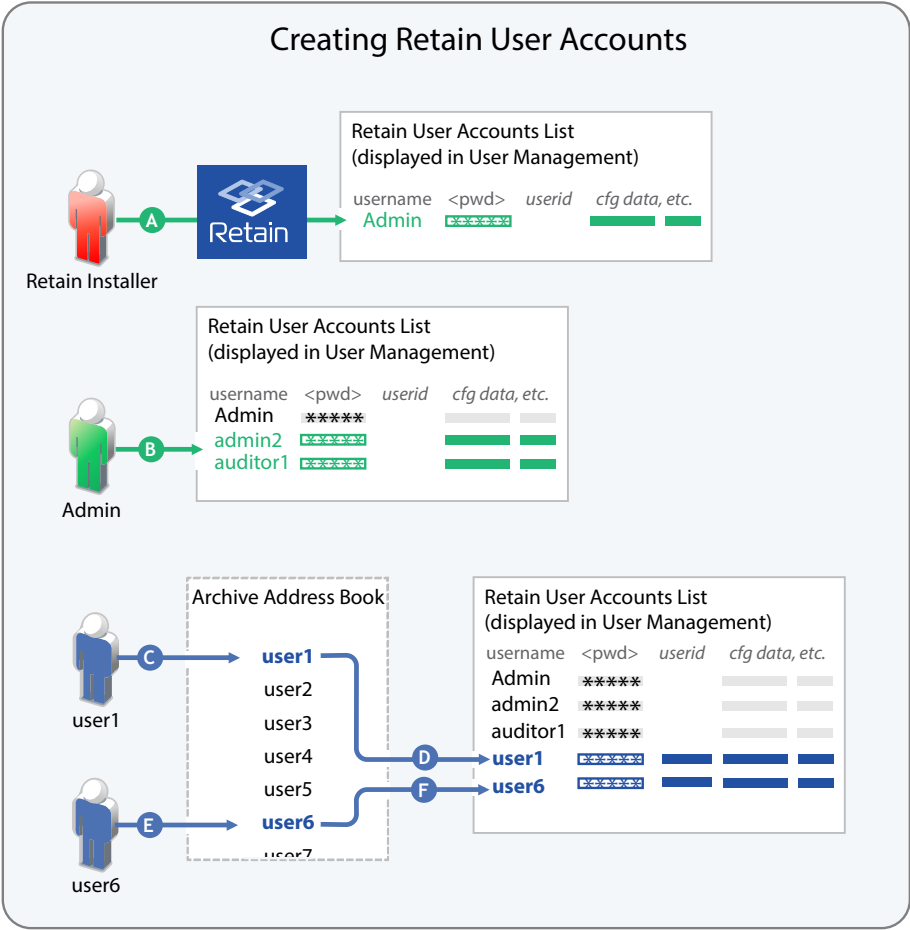 Creating Retain User Accounts
Retain User Accounts List
(displayed in User Management)
username <pwd> userid cfg data, etc.
Admin *****
A
Retain
Retain Installer
Retain User Accounts List
(displayed in User Management)
username <pwd> userid cfg data, etc.
Admin *****
admin2 *****
auditor1 *****
B
Admin
Archive Address Book
C
user1
user2
user3
user4
user5
user6
user7
user1
E
user6
D
F
Retain User Accounts List
(displayed in User Management)
username <pwd> userid cfg data, etc.
Admin *****
admin2 *****
auditor1 *****
user1 *****
user6 *****